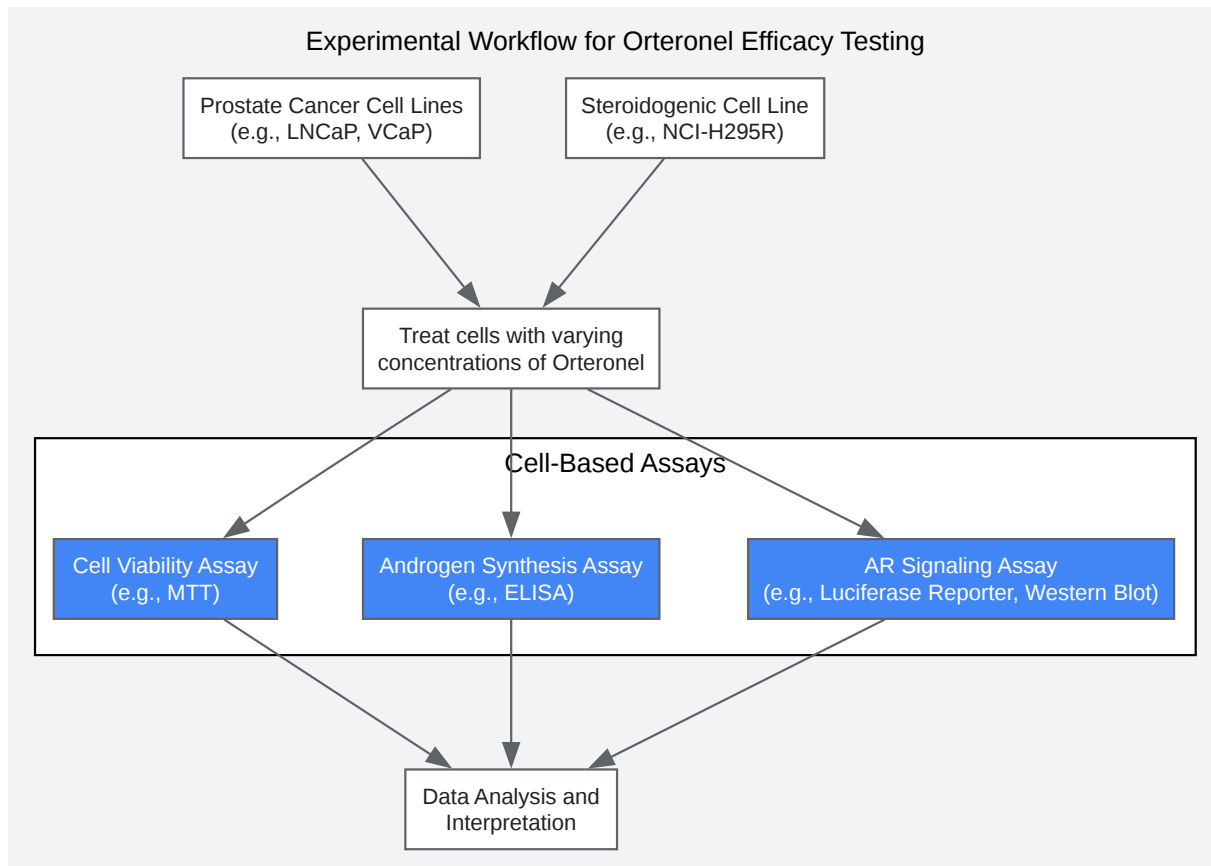 Experimental Workflow for Orteronel Efficacy Testing
Prostate Cancer Cell Lines
(e.g., LNCaP, VCaP)
Steroidogenic Cell Line
(e.g., NCI-H295R)
Treat cells with varying
concentrations of Orteronel
Cell-Based Assays
Cell Viability Assay
(e.g., MTT)
Androgen Synthesis Assay
(e.g., ELISA)
AR Signaling Assay
(e.g., Luciferase Reporter, Western Blot)
Data Analysis and
Interpretation